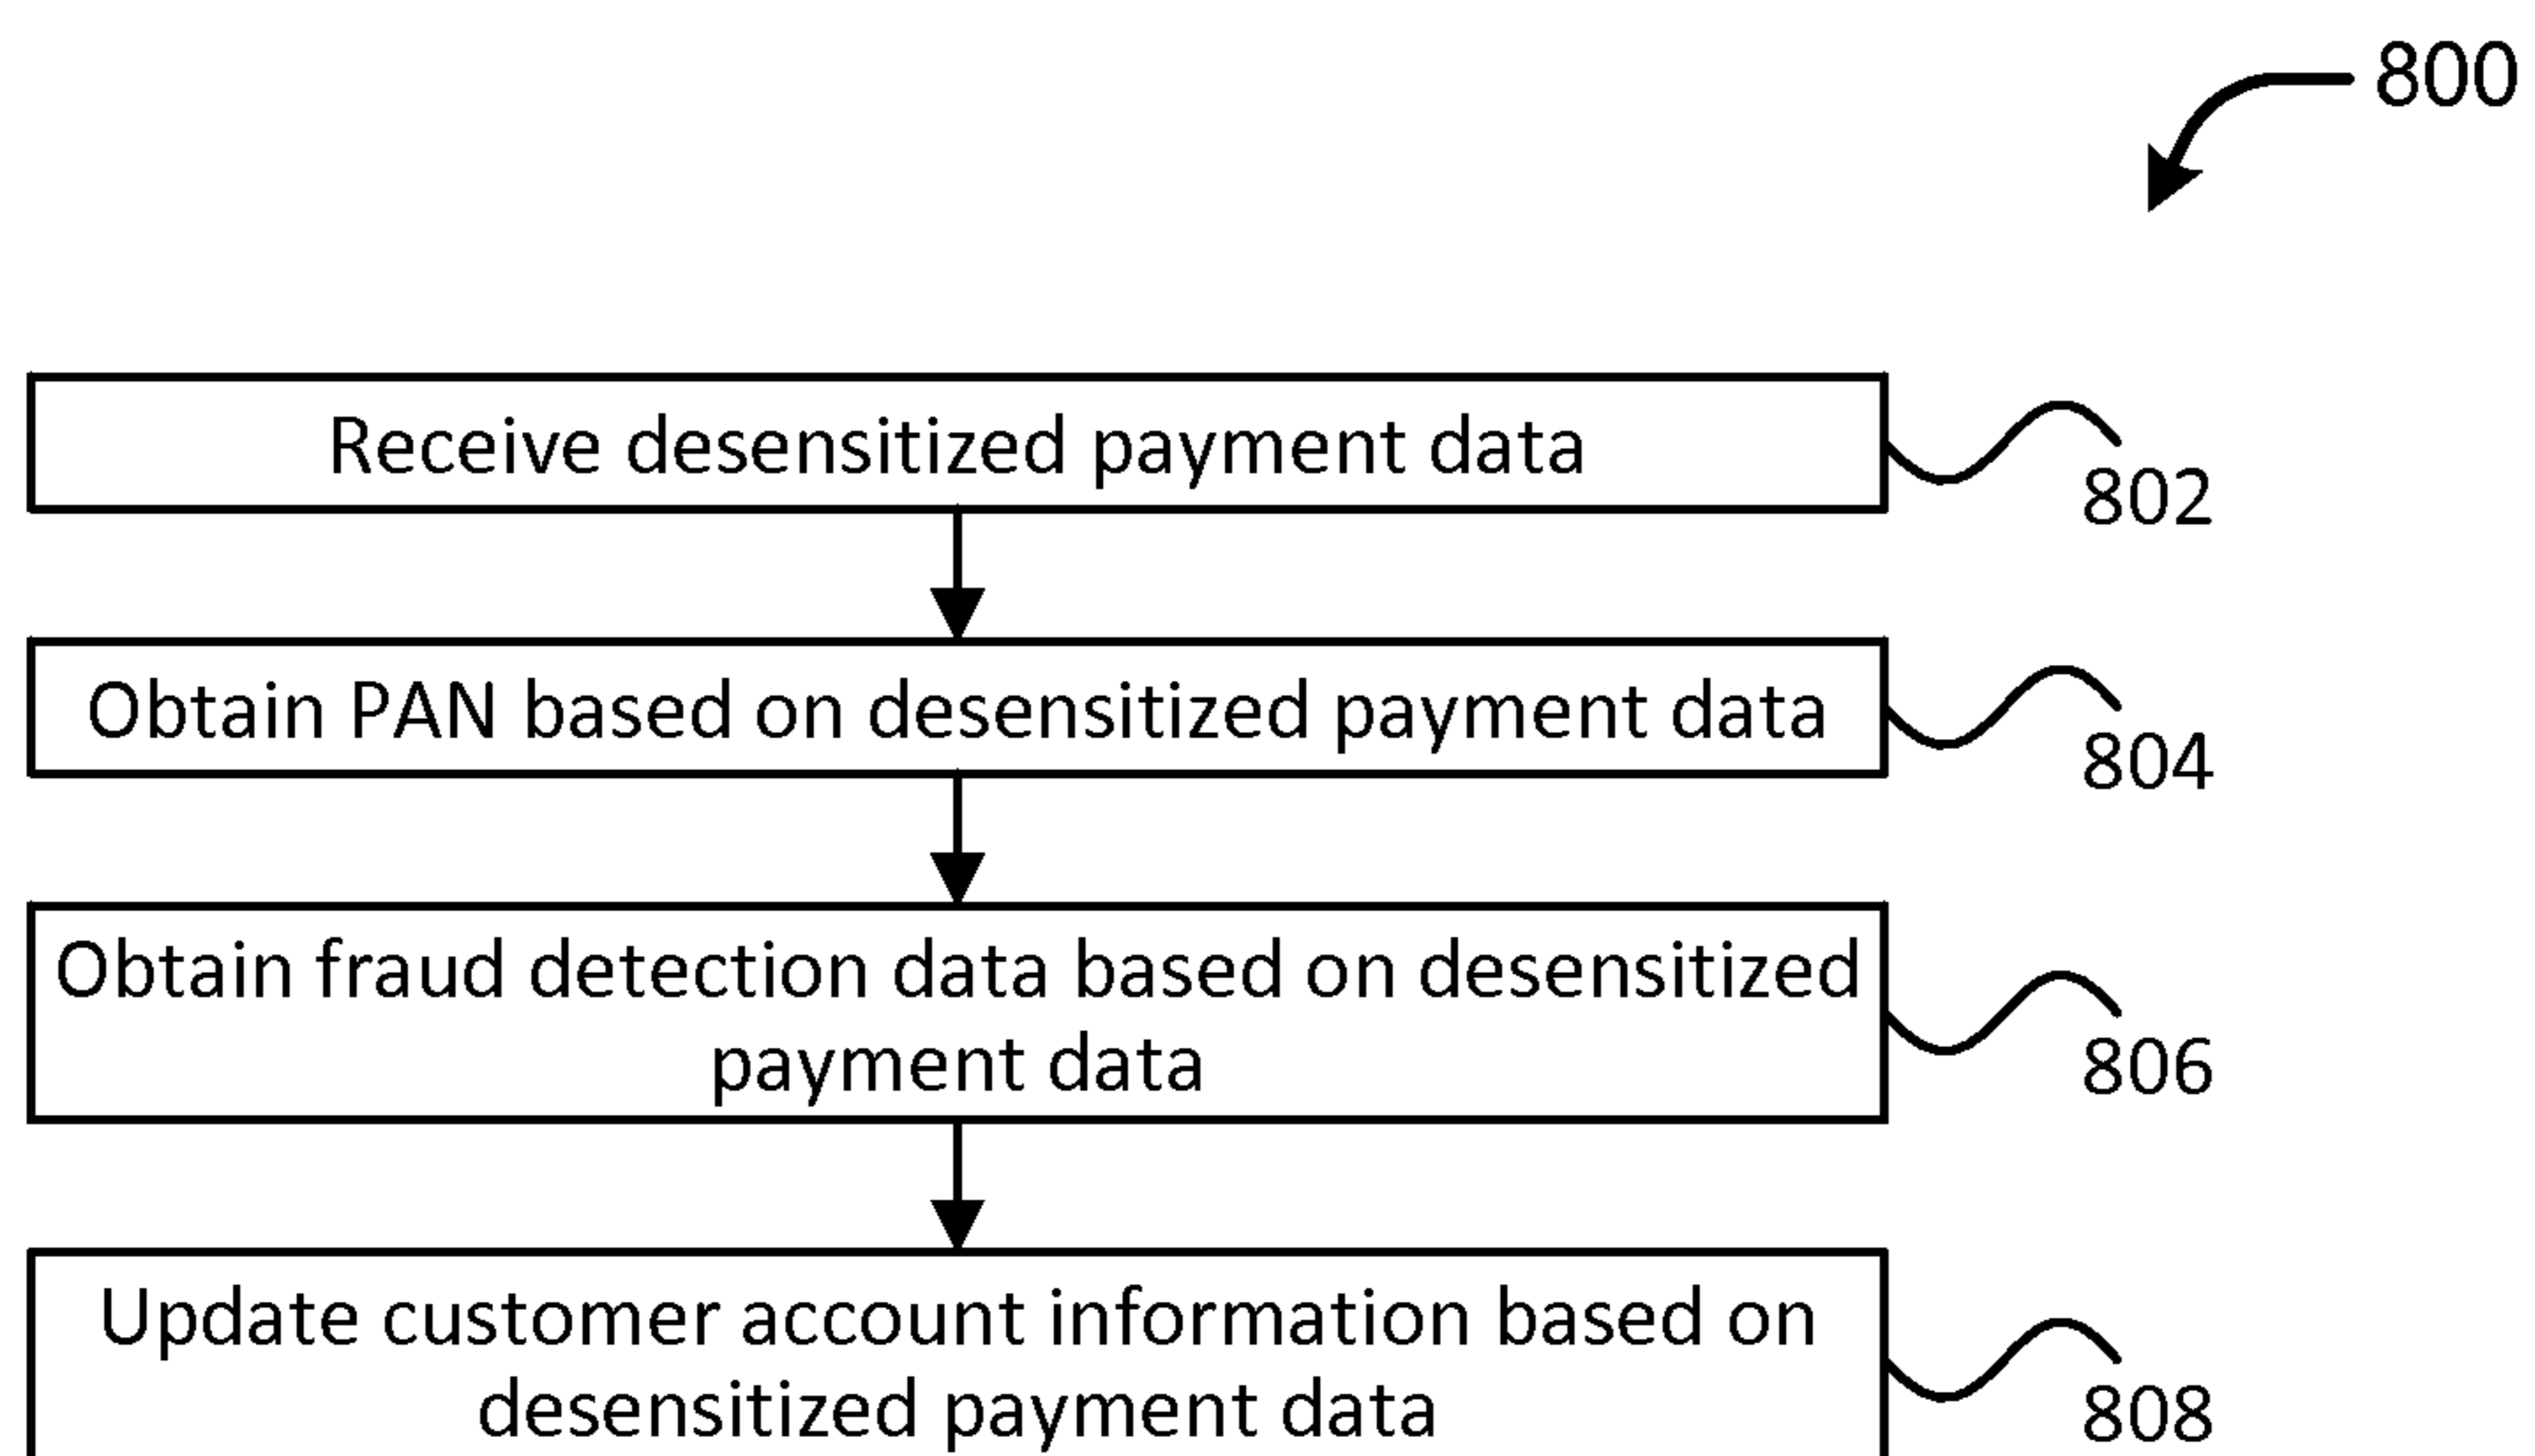 800
Receive desensitized payment data
802
Obtain PAN based on desensitized payment data
804
Obtain fraud detection data based on desensitized
payment data
806
Update customer account information based on
desensitized payment data
808